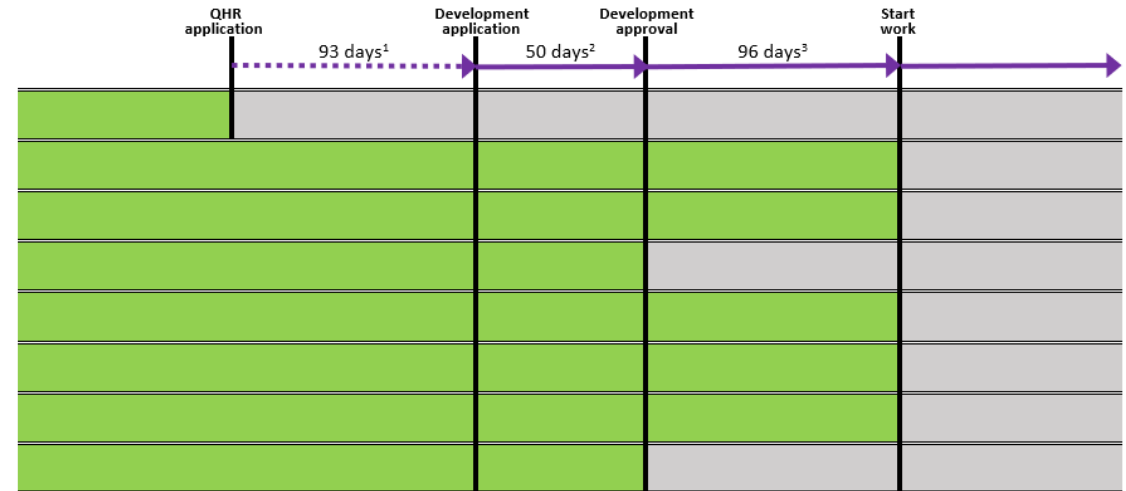 QHR
application
Development
application
Development
approval
Start
work
93 days¹
50 days²
96 days³